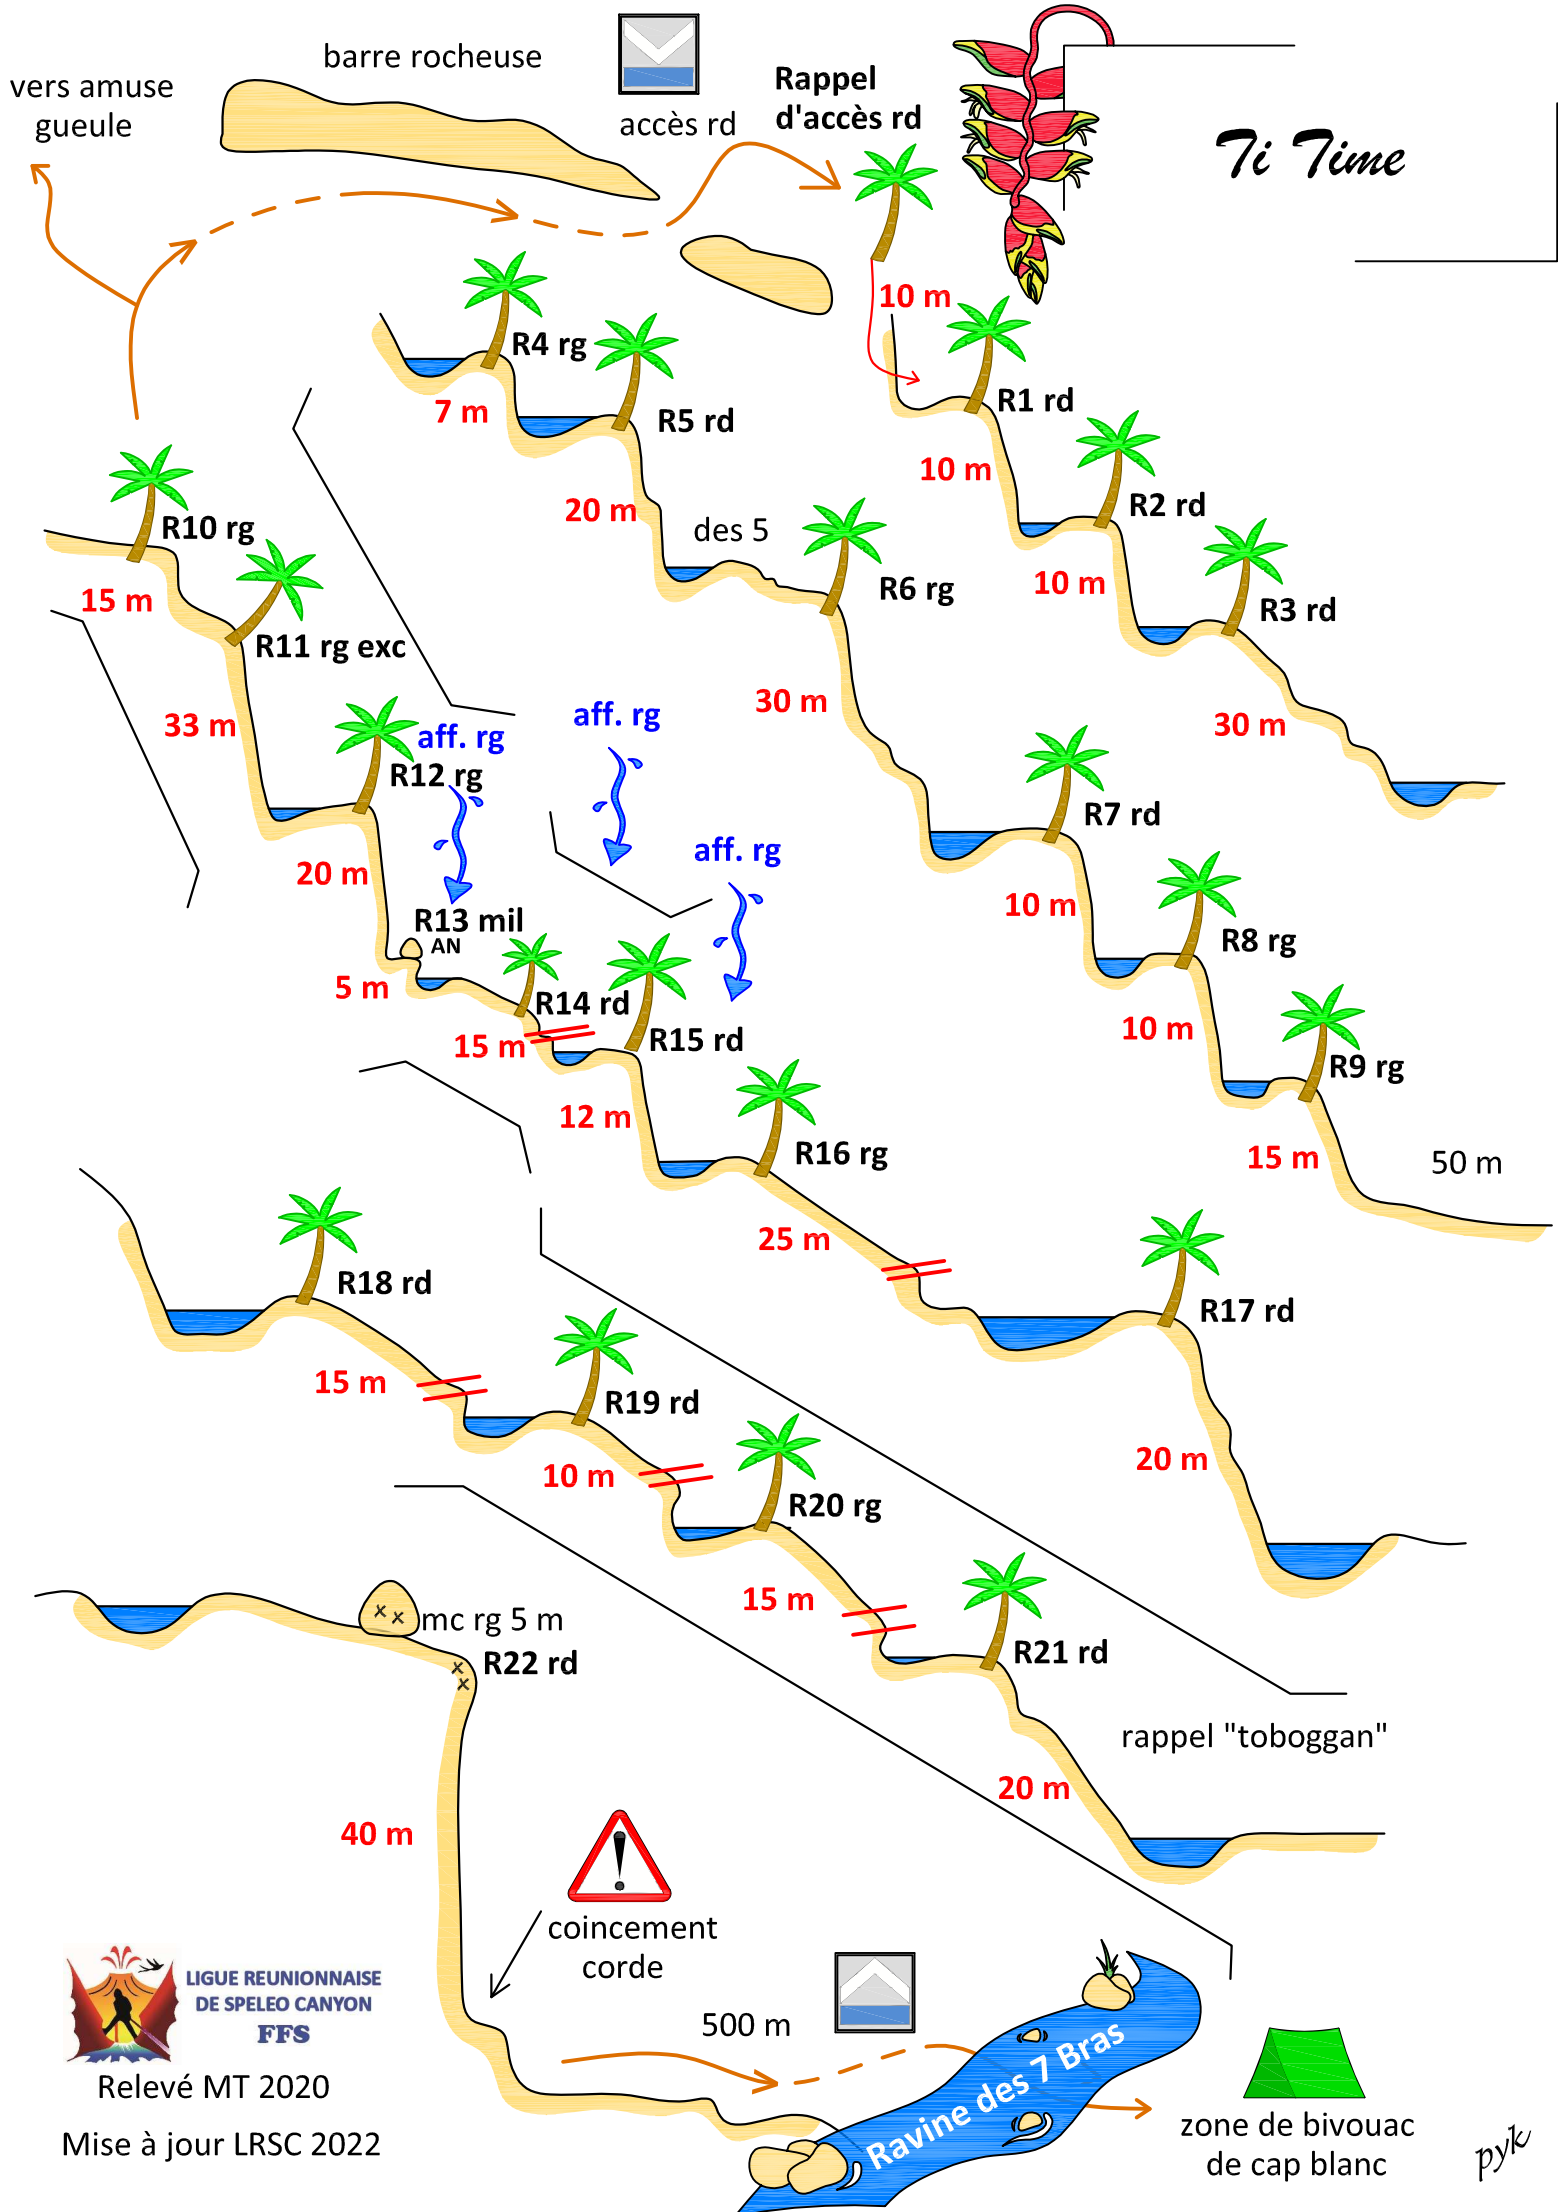 Ti Time
vers amuse
gueule
barre rocheuse
accès rd
Rappel
d'accès rd
10 m
R1 rd
10 m
R2 rd
10 m
R3 rd
30 m
R4 rg
7 m
R5 rd
20 m
des 5
R6 rg
30 m
R7 rd
10 m
R8 rg
10 m
R9 rg
15 m
50 m
R10 rg
15 m
R11 rg exc
33 m
R12 rg
aff. rg
20 m
R13 mil
AN
5 m
aff. rg
R14 rd
15 m
aff. rg
R15 rd
12 m
R16 rg
25 m
R17 rd
20 m
R18 rd
15 m
R19 rd
10 m
R20 rg
15 m
R21 rd
rappel "toboggan"
20 m
mc rg 5 m
R22 rd
40 m
coincement
corde
500 m
Ravine des 7 Bras
zone de bivouac
de cap blanc
LIGUE REUNIONNAISE
DE SPELEO CANYON
FFS
Relevé MT 2020
Mise à jour LRSC 2022
pyk